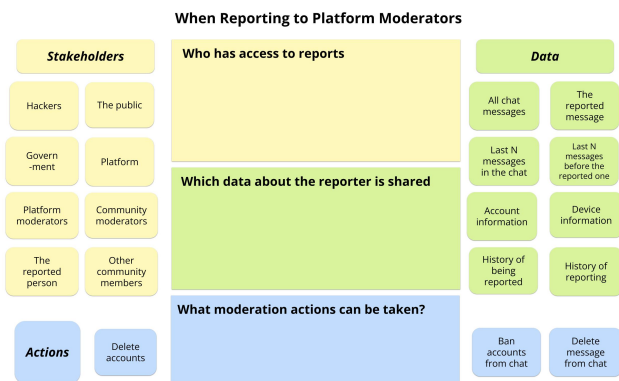 When Reporting to Platform Moderators
Stakeholders
Hackers
The public
Govern
-ment
Platform
Platform
moderators
Community
moderators
The
reported
person
Other
community
members
Actions
Delete
accounts
Who has access to reports
Which data about the reporter is shared
What moderation actions can be taken?
Data
All chat
messages
The
reported
message
Last N
messages
in the chat
Last N
messages
before the
reported one
Account
information
Device
information
History of
being
reported
History of
reporting
Ban
accounts
from chat
Delete
message
from chat